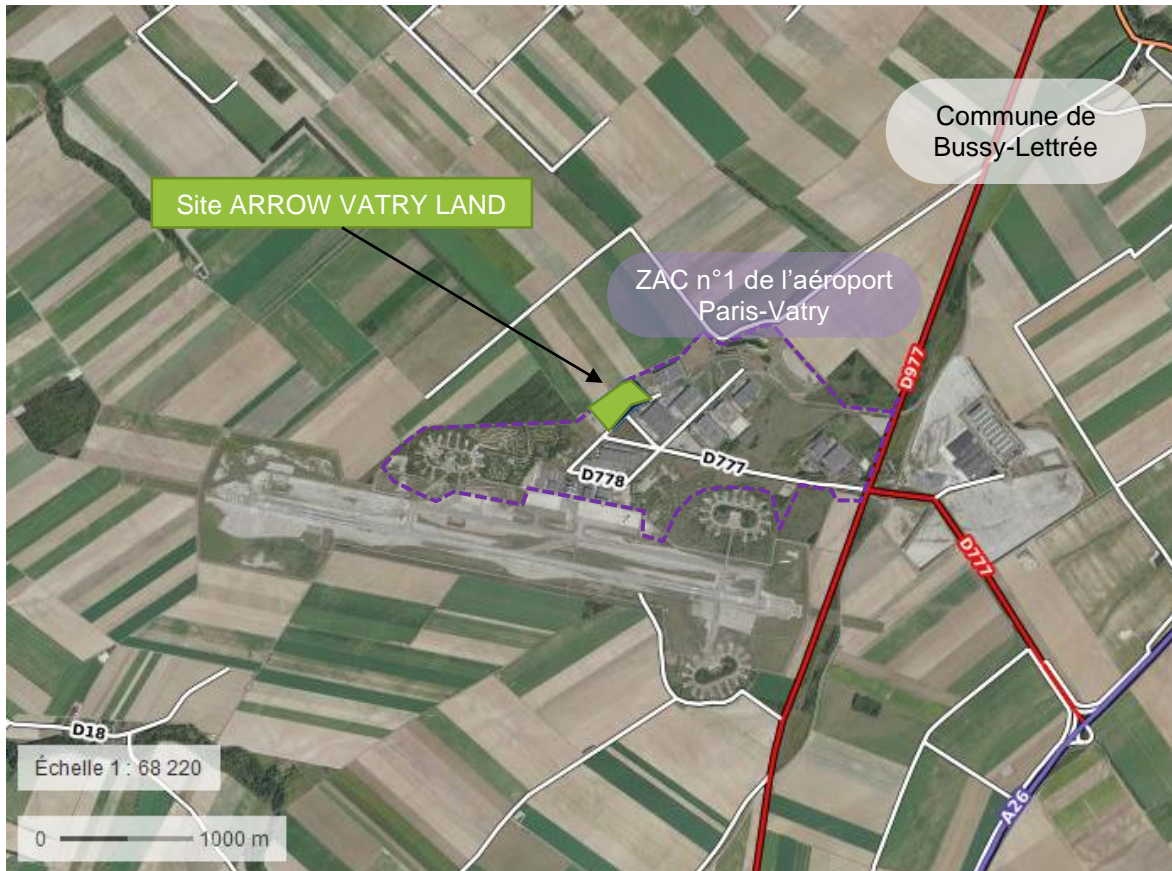 Commune de
Bussy-Lettrée
Site ARROW VATRY LAND
ZAC n°1 de l'aéroport
Paris-Vatry
D977
D777
D778
D777
D18
A26
Échelle 1 : 68 220
0 1000 m